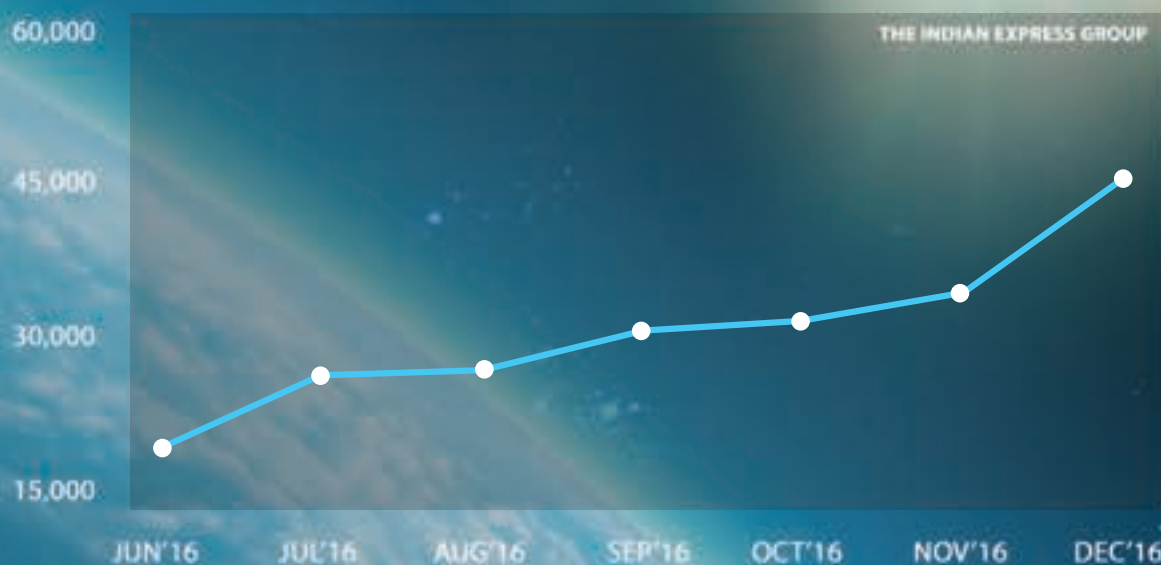 60,000
THE INDIAN EXPRESS GROUP
45,000
30,000
15,000
JUN'16 JUL'16 AUG'16 SEP'16 OCT'16 NOV'16 DEC'16